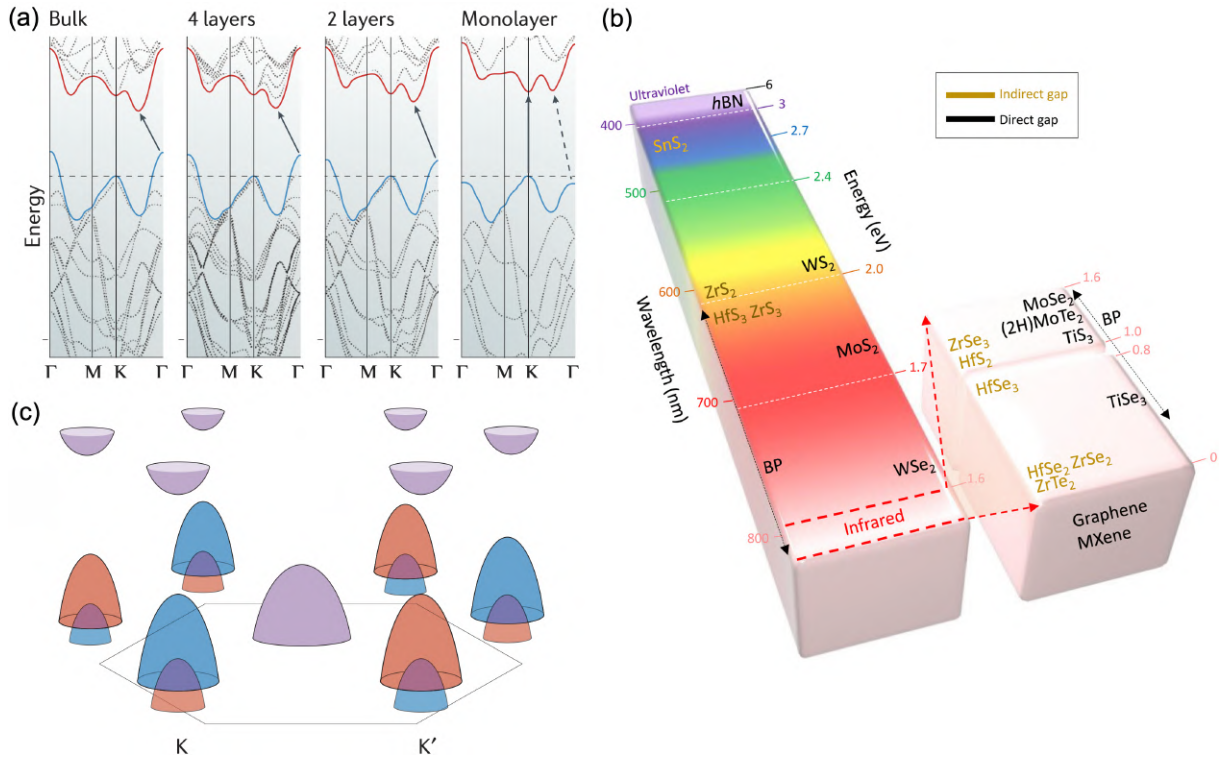 (a)
Bulk
4 layers
2 layers
Monolayer
Energy
Γ M K Γ
Γ M K Γ
Γ M K Γ
Γ M K Γ
(b)
Indirect gap
Direct gap
Ultraviolet
hBN
6
3
400
SnS2
2.7
500
2.4
Energy (eV)
WS2
2.0
600
ZrS2
HfS3 ZrS3
Wavelength (nm)
MoS2
1.7
700
BP
WSe2
1.6
Infrared
800
1.6
MoSe2
(2H)MoTe2
BP
TiS3
1.0
0.8
ZrSe3
HfS2
HfSe3
TiSe3
HfSe2 ZrSe2
ZrTe2
0
Graphene
MXene
(c)
K
K′